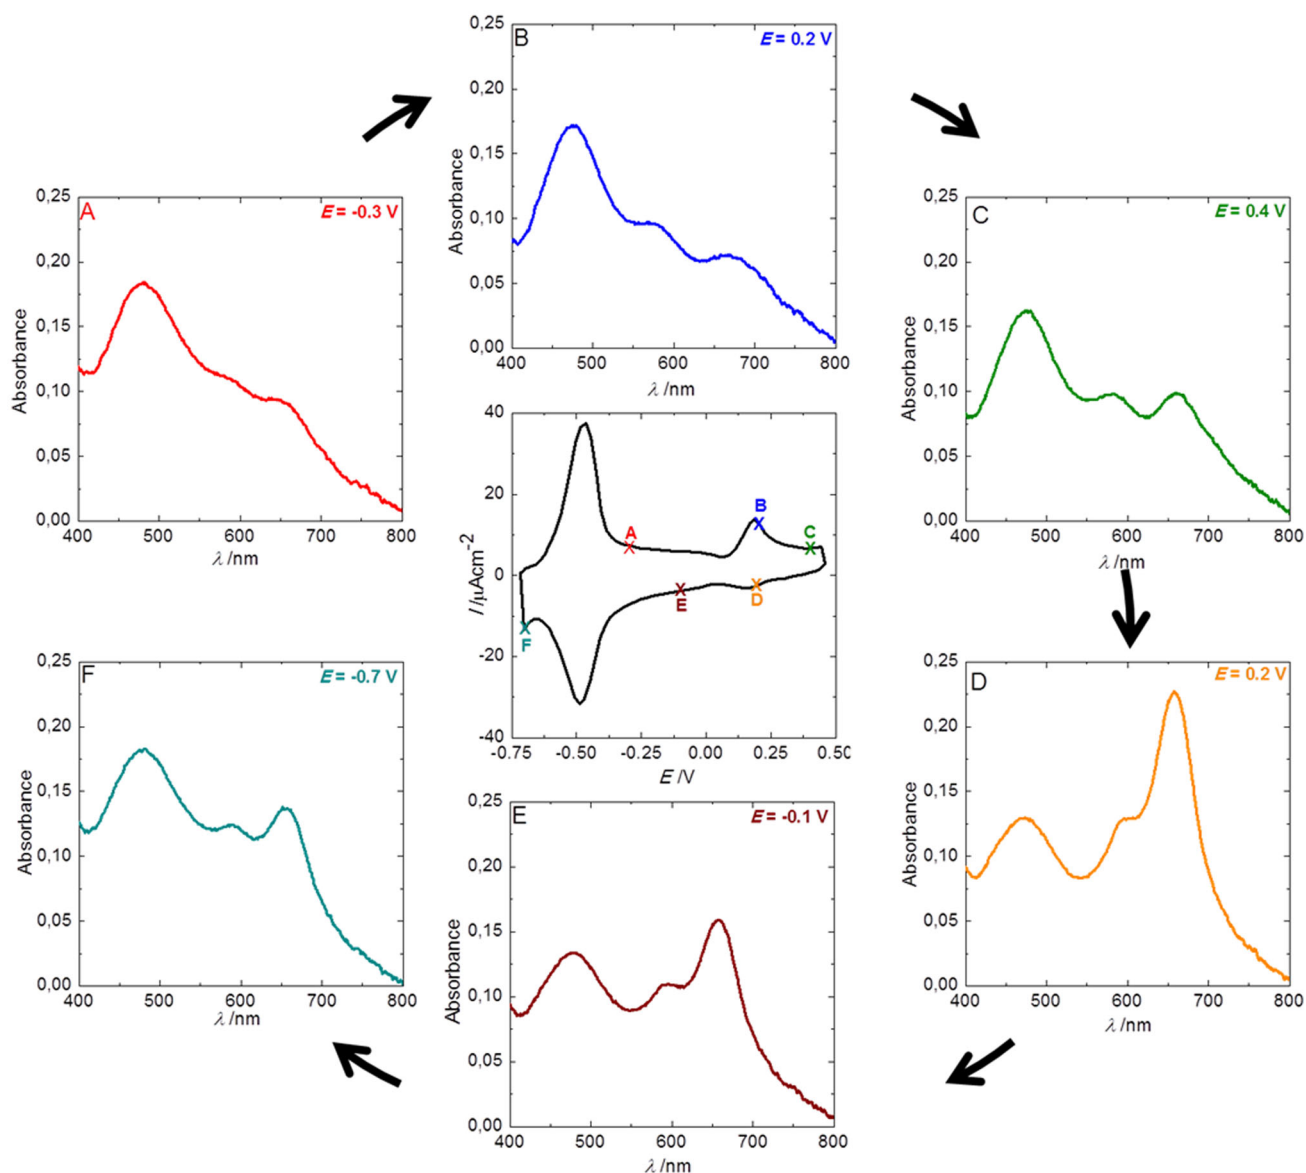 B
E = 0.2 V
0,25
0,20
0,15
0,10
0,05
0,00
Absorbance
400 500 600 700 800
λ /nm
A
E = -0.3 V
0,25
0,20
0,15
0,10
0,05
0,00
Absorbance
400 500 600 700 800
λ /nm
C
E = 0.4 V
0,25
0,20
0,15
0,10
0,05
0,00
Absorbance
400 500 600 700 800
λ /nm
40
20
0
-20
-40
I /µAcm-2
A
B
C
D
E
F
-0.75 -0.50 -0.25 0.00 0.25 0.50
E /V
F
E = -0.7 V
0,25
0,20
0,15
0,10
0,05
0,00
Absorbance
400 500 600 700 800
λ /nm
D
E = 0.2 V
0,25
0,20
0,15
0,10
0,05
0,00
Absorbance
400 500 600 700 800
λ /nm
E
E = -0.1 V
0,25
0,20
0,15
0,10
0,05
0,00
Absorbance
400 500 600 700 800
λ /nm